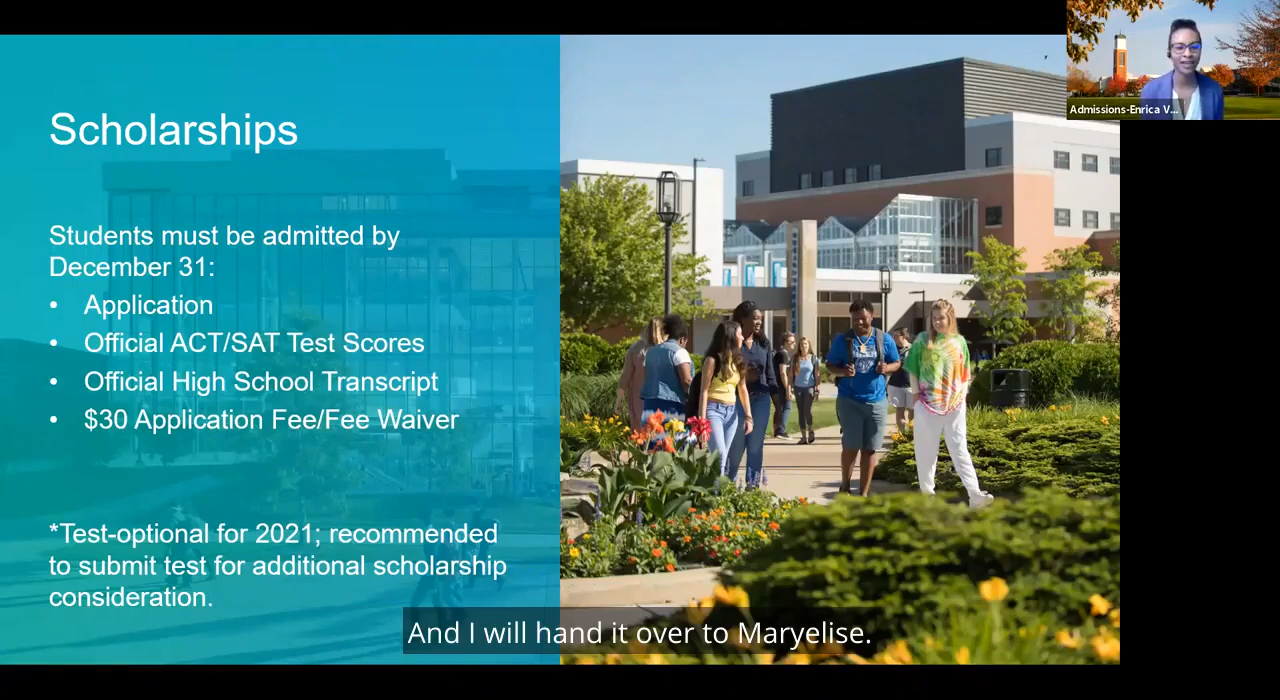 Scholarships
Students must be admitted by
December 31:
• Application
• Official ACT/SAT Test Scores
• Official High School Transcript
• $30 Application Fee/Fee Waiver
*Test-optional for 2021; recommended
to submit test for additional scholarship
consideration.
Admissions-Enrica V...
And I will hand it over to Maryelise.